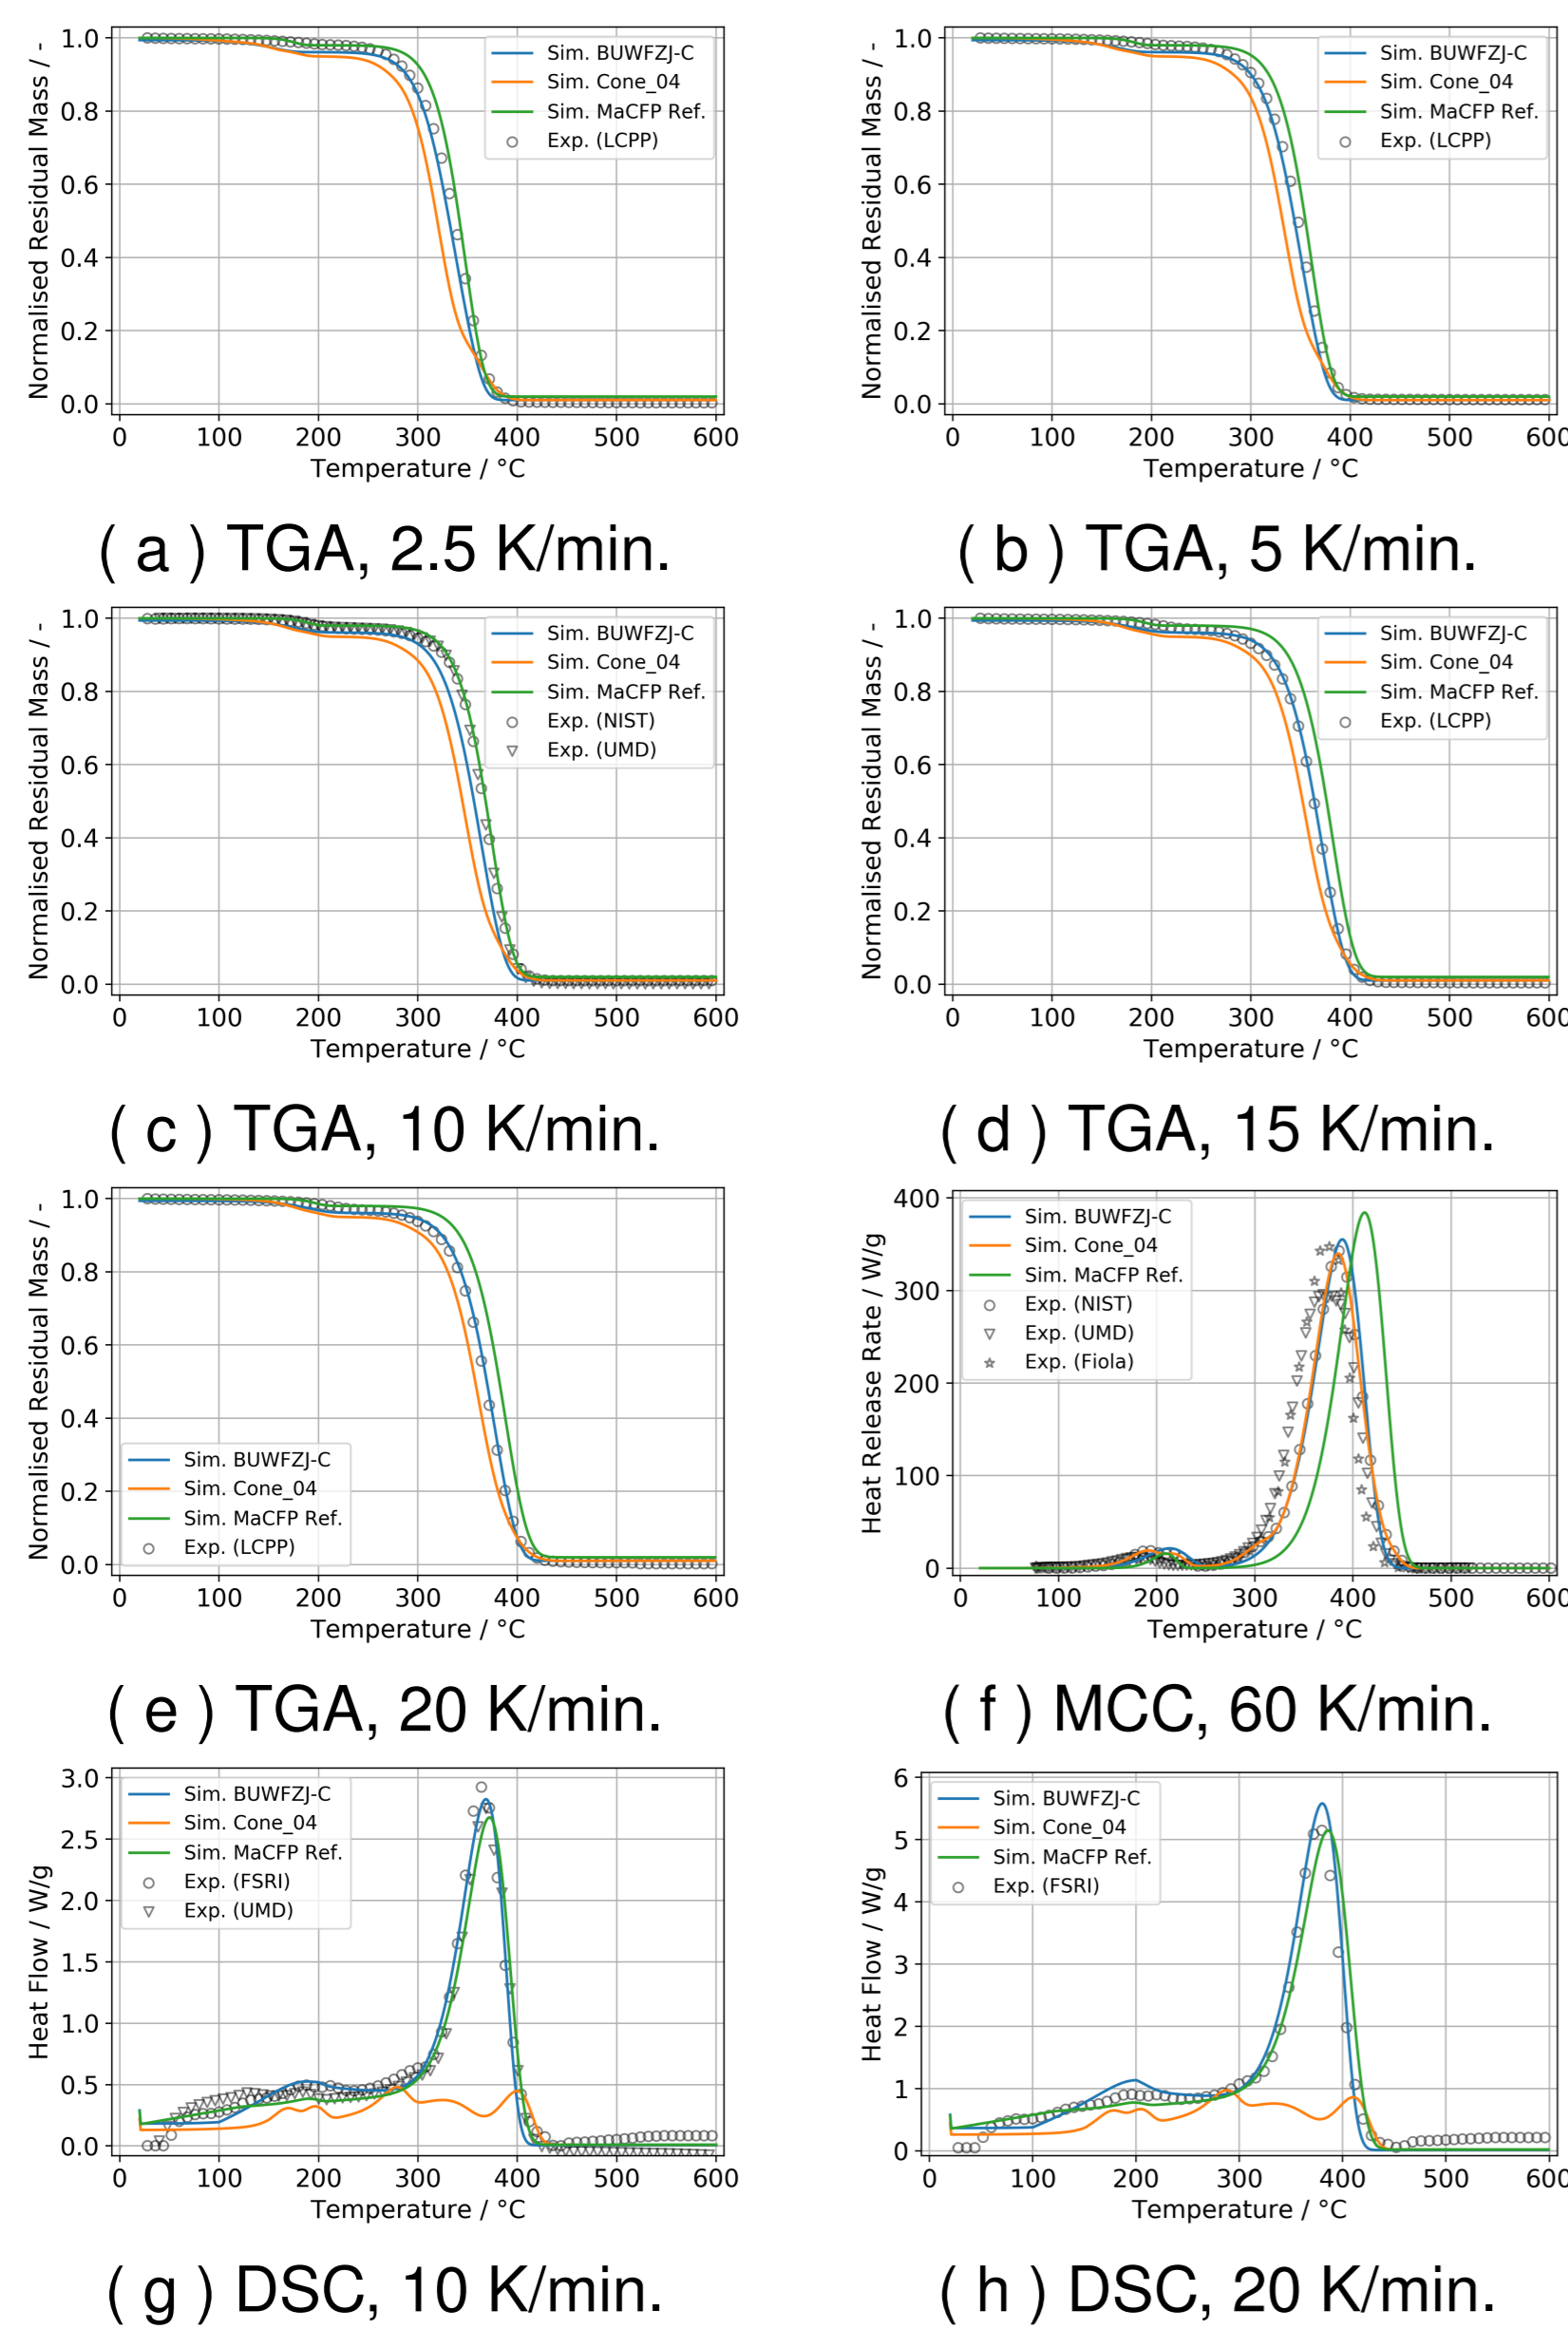 Normalised Residual Mass / -
1.0
0.8
0.6
0.4
0.2
0.0
Sim. BUWFZJ-C
Sim. Cone_04
Sim. MaCFP Ref.
Exp. (LCPP)
0 100 200 300 400 500 600
Temperature / °C
( a ) TGA, 2.5 K/min.
Normalised Residual Mass / -
1.0
0.8
0.6
0.4
0.2
0.0
Sim. BUWFZJ-C
Sim. Cone_04
Sim. MaCFP Ref.
Exp. (LCPP)
0 100 200 300 400 500 600
Temperature / °C
( b ) TGA, 5 K/min.
Normalised Residual Mass / -
1.0
0.8
0.6
0.4
0.2
0.0
Sim. BUWFZJ-C
Sim. Cone_04
Sim. MaCFP Ref.
Exp. (NIST)
Exp. (UMD)
0 100 200 300 400 500 600
Temperature / °C
( c ) TGA, 10 K/min.
Normalised Residual Mass / -
1.0
0.8
0.6
0.4
0.2
0.0
Sim. BUWFZJ-C
Sim. Cone_04
Sim. MaCFP Ref.
Exp. (LCPP)
0 100 200 300 400 500 600
Temperature / °C
( d ) TGA, 15 K/min.
Normalised Residual Mass / -
1.0
0.8
0.6
0.4
0.2
0.0
Sim. BUWFZJ-C
Sim. Cone_04
Sim. MaCFP Ref.
Exp. (LCPP)
0 100 200 300 400 500 600
Temperature / °C
( e ) TGA, 20 K/min.
Heat Release Rate / W/g
400
300
200
100
0
Sim. BUWFZJ-C
Sim. Cone_04
Sim. MaCFP Ref.
Exp. (NIST)
Exp. (UMD)
Exp. (Fiola)
0 100 200 300 400 500 600
Temperature / °C
( f ) MCC, 60 K/min.
Heat Flow / W/g
3.0
2.5
2.0
1.5
1.0
0.5
0.0
Sim. BUWFZJ-C
Sim. Cone_04
Sim. MaCFP Ref.
Exp. (FSRI)
Exp. (UMD)
0 100 200 300 400 500 600
Temperature / °C
( g ) DSC, 10 K/min.
Heat Flow / W/g
6
5
4
3
2
1
0
Sim. BUWFZJ-C
Sim. Cone_04
Sim. MaCFP Ref.
Exp. (FSRI)
0 100 200 300 400 500 600
Temperature / °C
( h ) DSC, 20 K/min.